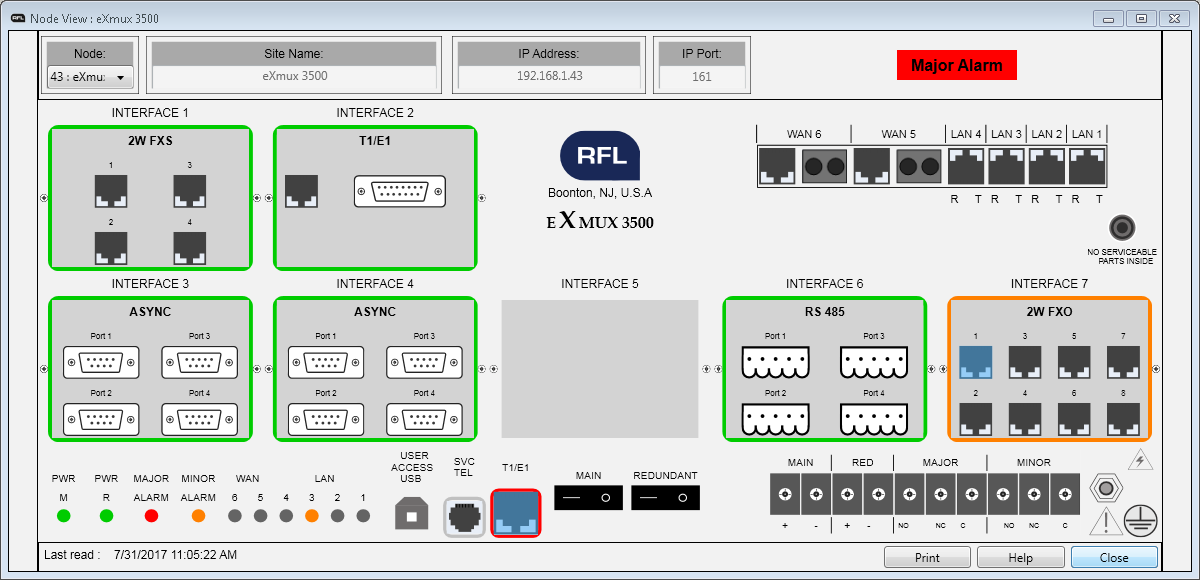 RFL Node View : eXmux 3500
Node: Site Name: IP Address: IP Port:
43 : eXmu: eXmux 3500 192.168.1.43 161
Major Alarm
INTERFACE 1
2W FXS
1 3
2 4
INTERFACE 2
T1/E1
RFL
Boonton, NJ, U.S.A
eXMUX 3500
WAN 6 WAN 5 LAN 4 LAN 3 LAN 2 LAN 1
R T R T R T R T
NO SERVICEABLE
PARTS INSIDE
INTERFACE 3
ASYNC
Port 1 Port 3
Port 2 Port 4
INTERFACE 4
ASYNC
Port 1 Port 3
Port 2 Port 4
INTERFACE 5
INTERFACE 6
RS 485
Port 1 Port 3
Port 2 Port 4
INTERFACE 7
2W FXO
1 3 5 7
2 4 6 8
PWR PWR MAJOR MINOR WAN LAN
M R ALARM ALARM 6 5 4 3 2 1
USER
ACCESS
USB
SVC
TEL
T1/E1
MAIN REDUNDANT
MAIN RED MAJOR MINOR
+ - + - NO NC C NO NC C
Last read : 7/31/2017 11:05:22 AM
Print Help Close